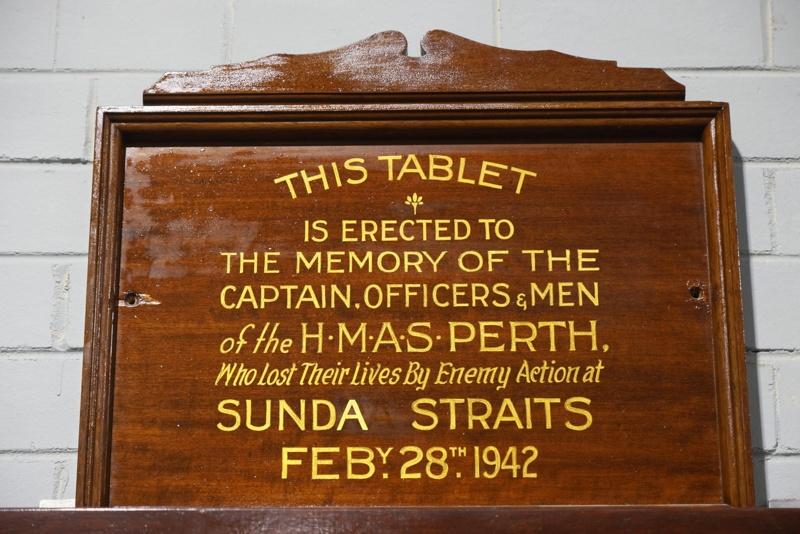 THIS TABLET
IS ERECTED TO
THE MEMORY OF THE
CAPTAIN, OFFICERS & MEN
of the H·M·A·S· PERTH,
Who Lost Their Lives By Enemy Action at
SUNDA STRAITS
FEBY. 28TH. 1942